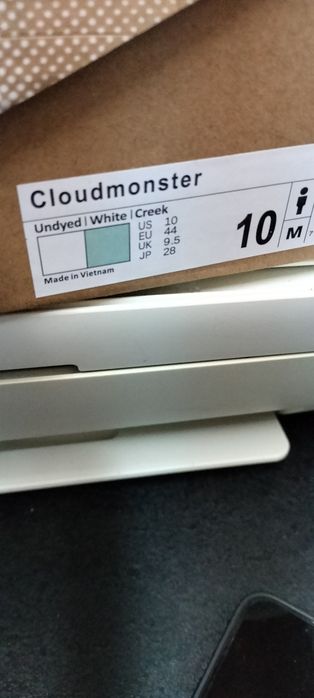 Cloudmonster
Undyed | White | Creek
US 10
EU 44
UK 9.5
JP 28
10
M
Made in Vietnam